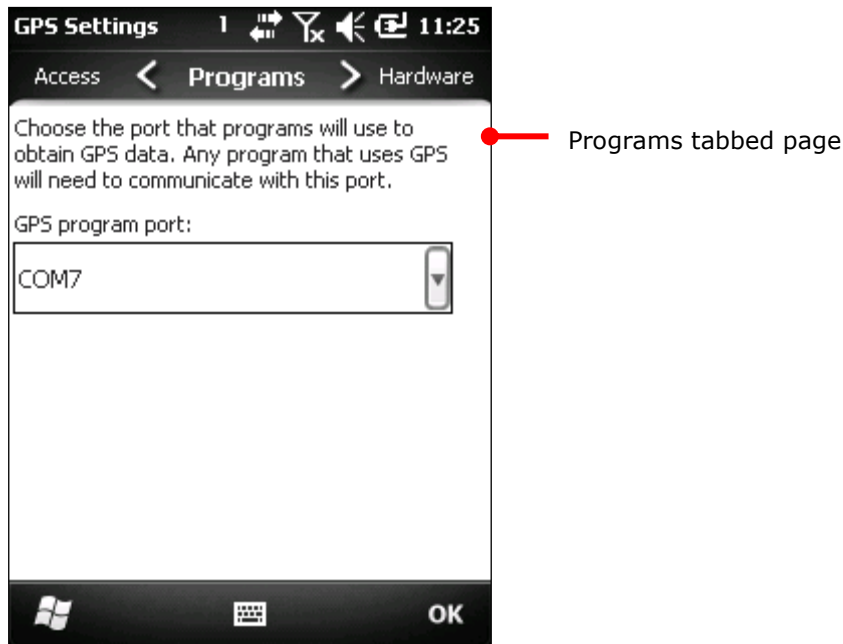 GPS Settings 1 11:25
Access Programs Hardware
Choose the port that programs will use to
obtain GPS data. Any program that uses GPS
will need to communicate with this port.
Programs tabbed page
GPS program port:
COM7
OK